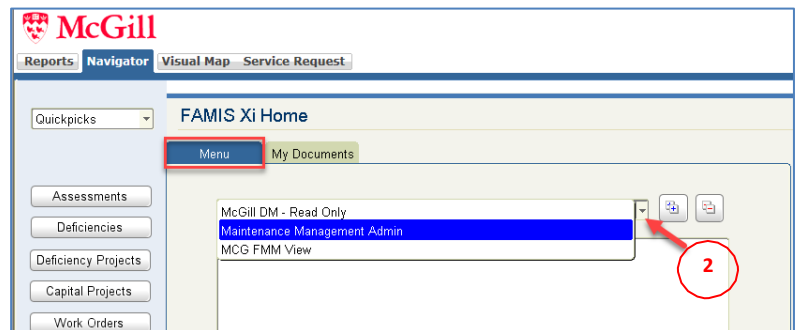 McGill
Reports Navigator Visual Map Service Request
Quickpicks
FAMIS Xi Home
Menu My Documents
Assessments
Deficiencies
Deficiency Projects
Capital Projects
Work Orders
McGill DM - Read Only
Maintenance Management Admin
MCG FMM View
2